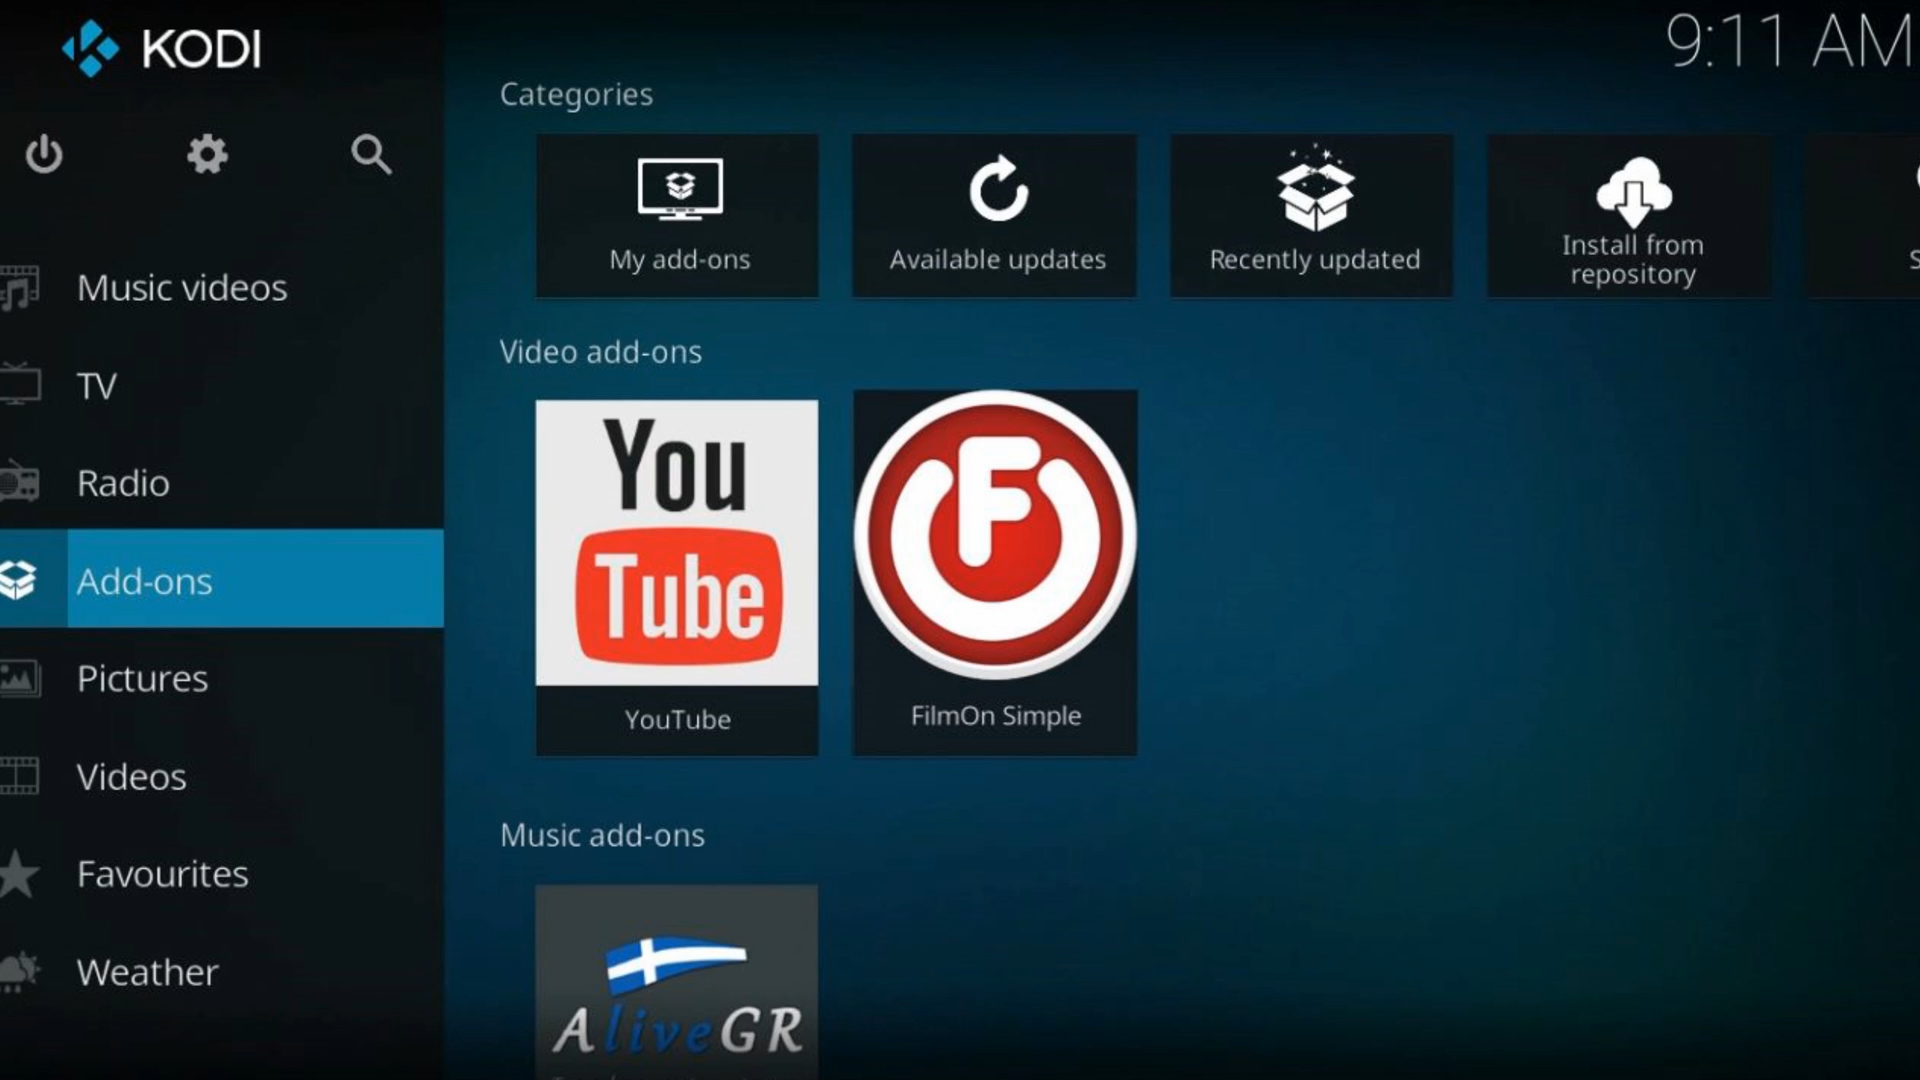 KODI
9:11 AM
Categories
My add-ons
Available updates
Recently updated
Install from
repository
Music videos
TV
Radio
Add-ons
Pictures
Videos
Favourites
Weather
Video add-ons
You
Tube
YouTube
F
FilmOn Simple
Music add-ons
AliveGR